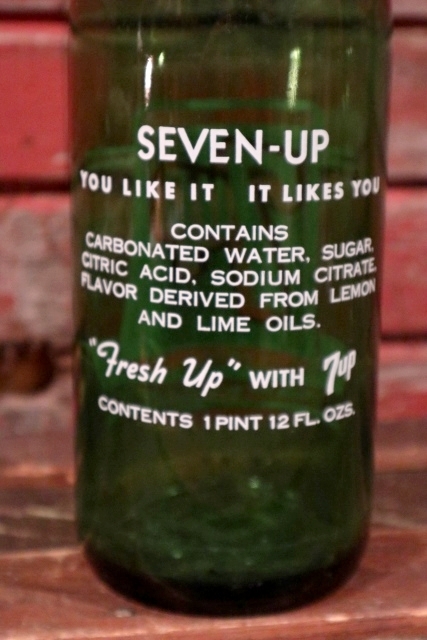 SEVEN-UP
YOU LIKE IT IT LIKES YOU
CONTAINS
CARBONATED WATER, SUGAR,
CITRIC ACID, SODIUM CITRATE,
FLAVOR DERIVED FROM LEMON
AND LIME OILS.
"Fresh Up" WITH 7up
CONTENTS 1 PINT 12 FL. OZS.